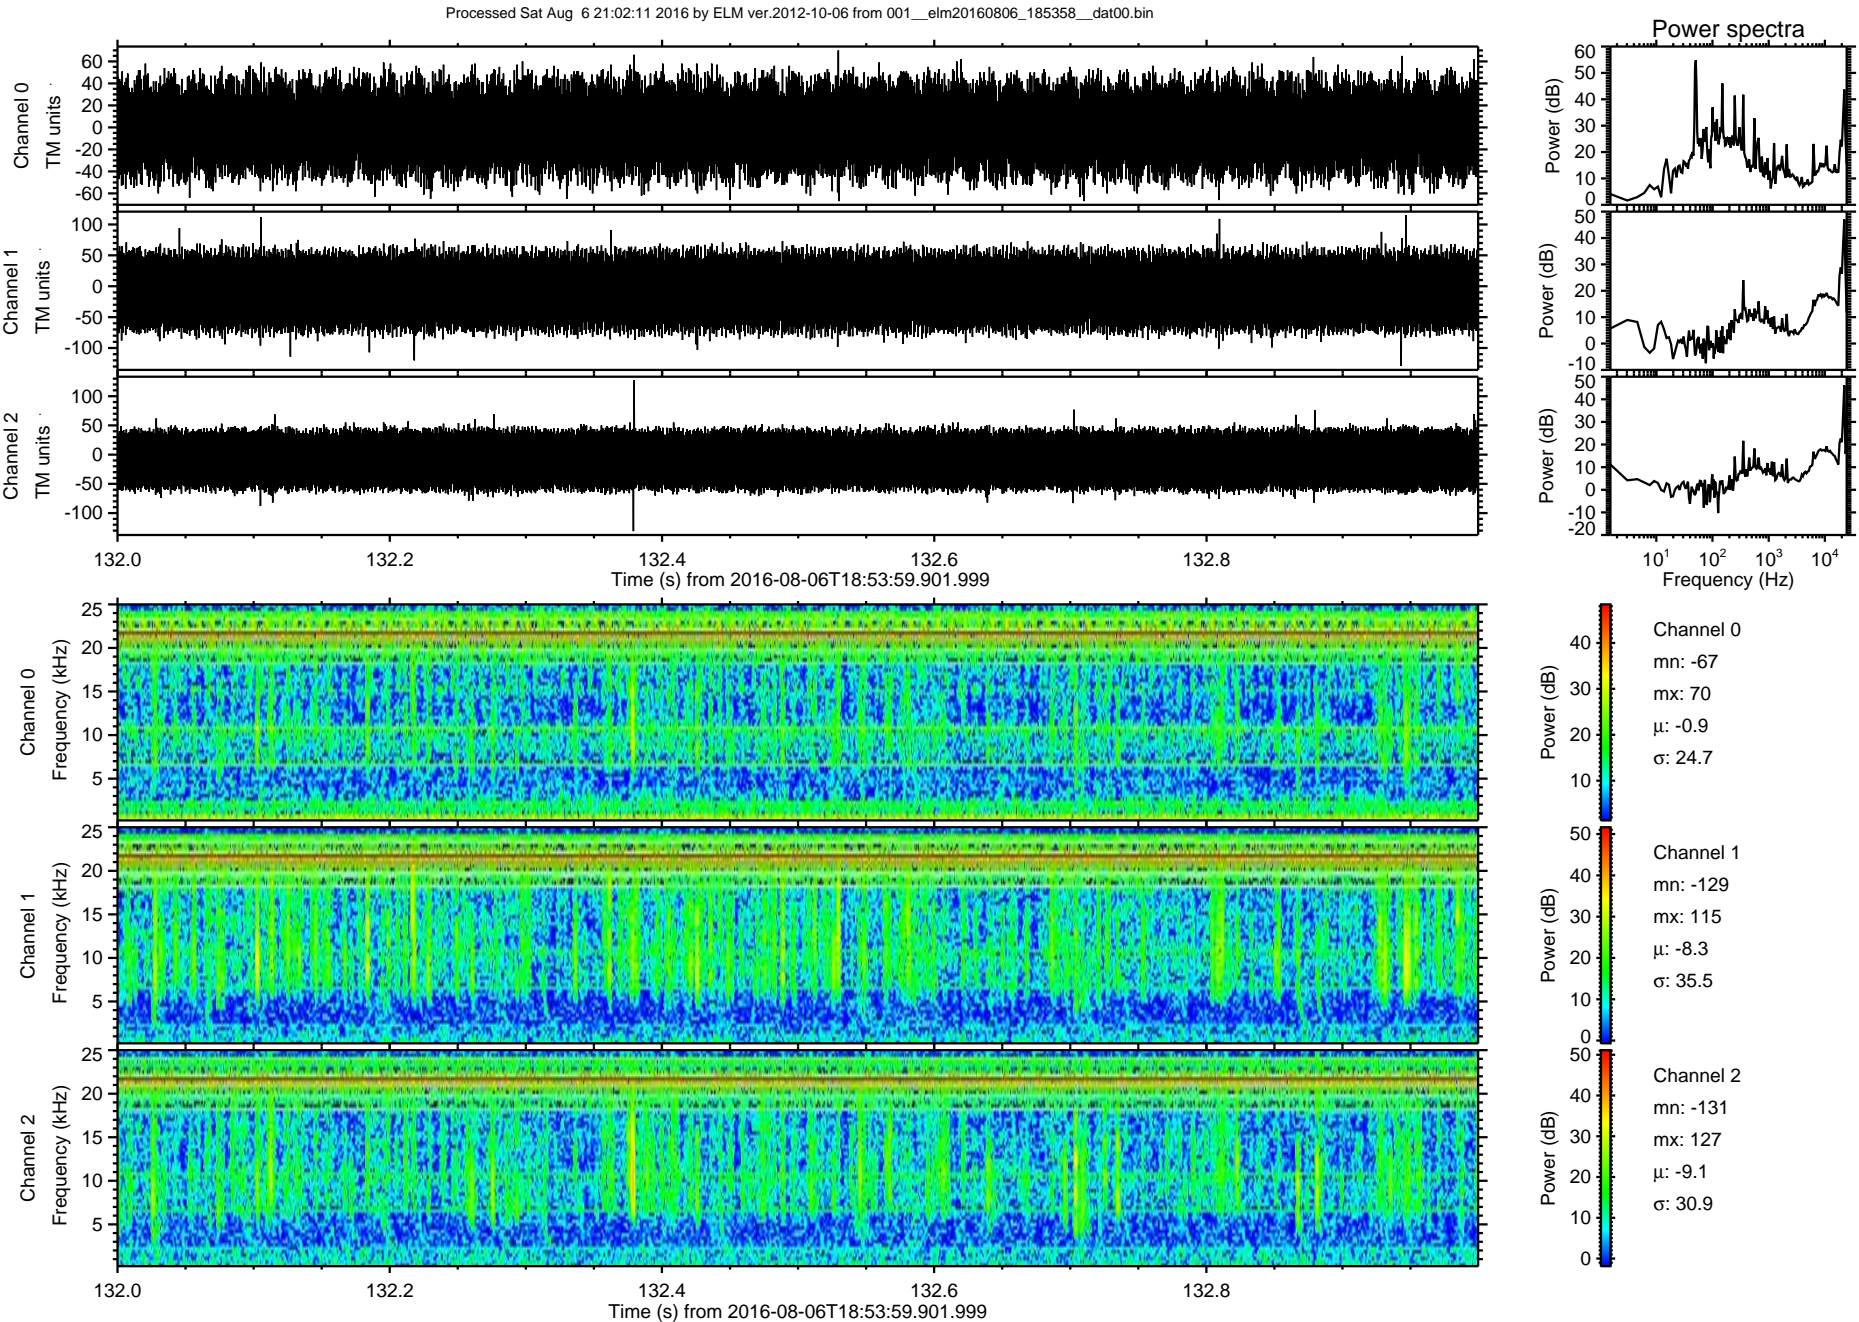 Processed Sat Aug  6 21:02:11 2016 by ELM ver.2012-10-06 from 001__elm20160806_185358__dat00.bin
Power spectra
Channel 0
TM units
60
40
20
0
-20
-40
-60
Power (dB)
60
50
40
30
20
10
0
Channel 1
TM units
100
50
0
-50
-100
Power (dB)
50
40
30
20
10
0
-10
Channel 2
TM units
100
50
0
-50
-100
Power (dB)
50
40
30
20
10
0
-10
-20
132.0 132.2 132.4 132.6 132.8
Time (s) from 2016-08-06T18:53:59.901.999
10^1 10^2 10^3 10^4
Frequency (Hz)
Channel 0
Frequency (kHz)
25
20
15
10
5
Power (dB)
40
30
20
10
Channel 0
mn: -67
mx: 70
μ: -0.9
σ: 24.7
Channel 1
Frequency (kHz)
25
20
15
10
5
Power (dB)
50
40
30
20
10
0
Channel 1
mn: -129
mx: 115
μ: -8.3
σ: 35.5
Channel 2
Frequency (kHz)
25
20
15
10
5
Power (dB)
50
40
30
20
10
0
Channel 2
mn: -131
mx: 127
μ: -9.1
σ: 30.9
132.0 132.2 132.4 132.6 132.8
Time (s) from 2016-08-06T18:53:59.901.999